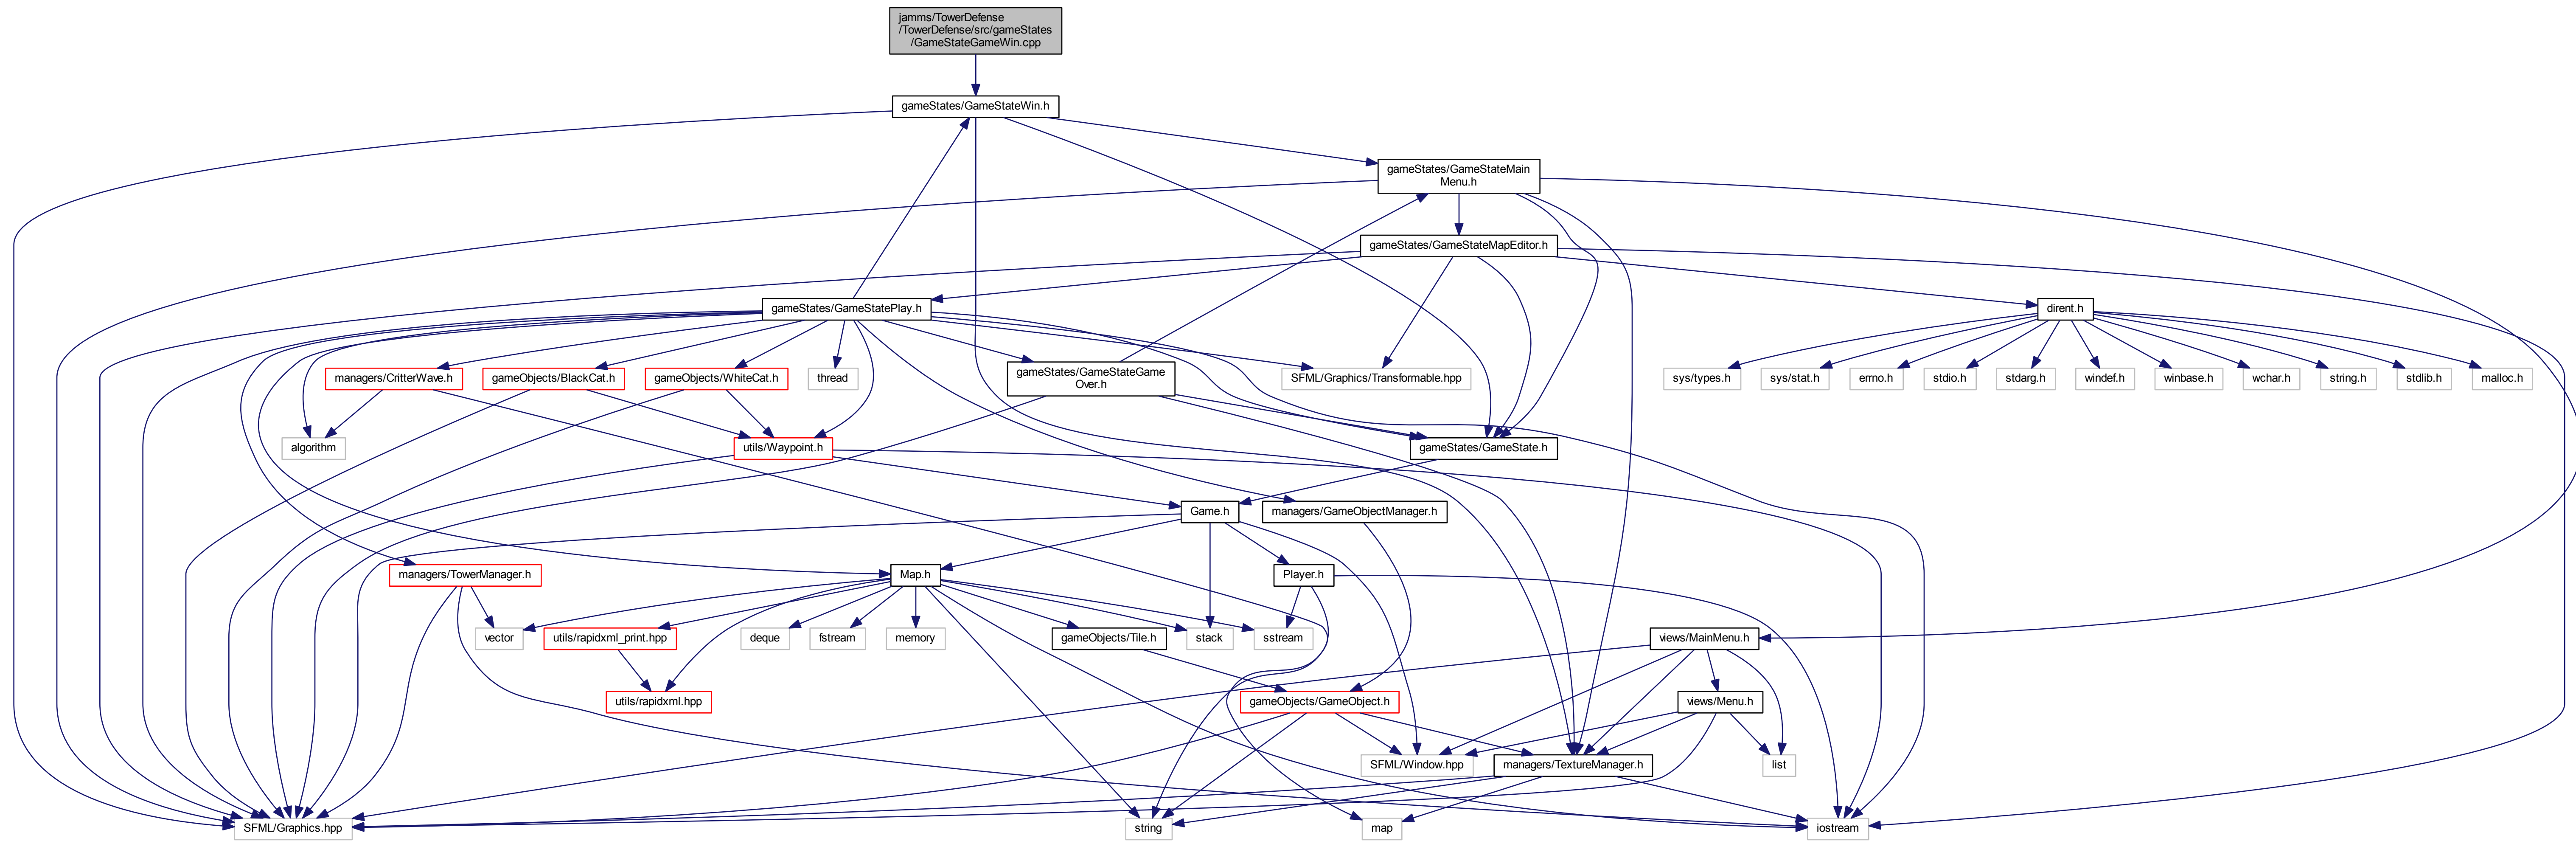 jamms/TowerDefense
/TowerDefense/src/gameStates
/GameStateGameWin.cpp
gameStates/GameStateWin.h
gameStates/GameStateMain
Menu.h
gameStates/GameStateMapEditor.h
gameStates/GameStatePlay.h
dirent.h
managers/CritterWave.h
gameObjects/BlackCat.h
gameObjects/WhiteCat.h
thread
gameStates/GameStateGame
Over.h
SFML/Graphics/Transformable.hpp
sys/types.h
sys/stat.h
errno.h
stdio.h
stdarg.h
windef.h
winbase.h
wchar.h
string.h
stdlib.h
malloc.h
algorithm
utils/Waypoint.h
gameStates/GameState.h
Game.h
managers/GameObjectManager.h
managers/TowerManager.h
Map.h
Player.h
vector
utils/rapidxml_print.hpp
deque
fstream
memory
gameObjects/Tile.h
stack
sstream
views/MainMenu.h
utils/rapidxml.hpp
gameObjects/GameObject.h
views/Menu.h
SFML/Window.hpp
managers/TextureManager.h
list
SFML/Graphics.hpp
string
map
iostream